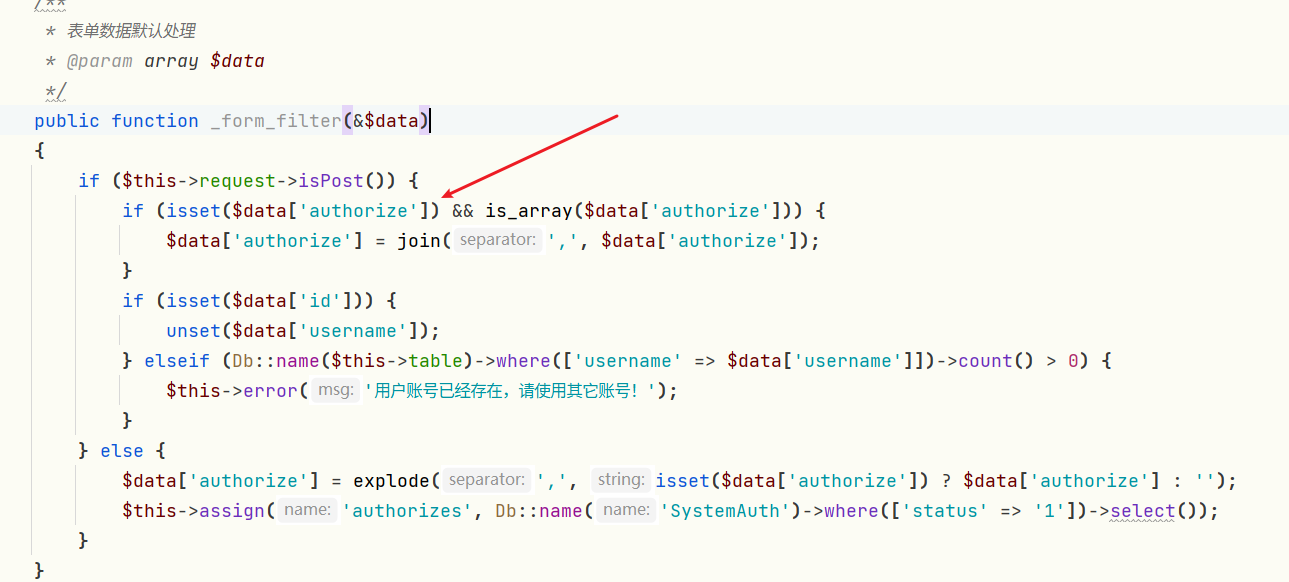 /**
* 表单数据默认处理
* @param array $data
*/
public function _form_filter(&$data)
{
if ($this->request->isPost()) {
if (isset($data['authorize']) && is_array($data['authorize'])) {
$data['authorize'] = join( separator: ',', $data['authorize']);
}
if (isset($data['id'])) {
unset($data['username']);
} elseif (Db::name($this->table)->where(['username' => $data['username']])->count() > 0) {
$this->error( msg: '用户账号已经存在，请使用其它账号！');
}
} else {
$data['authorize'] = explode( separator: ',', string: isset($data['authorize']) ? $data['authorize'] : '');
$this->assign( name: 'authorizes', Db::name( name: 'SystemAuth')->where(['status' => '1'])->select());
}
}